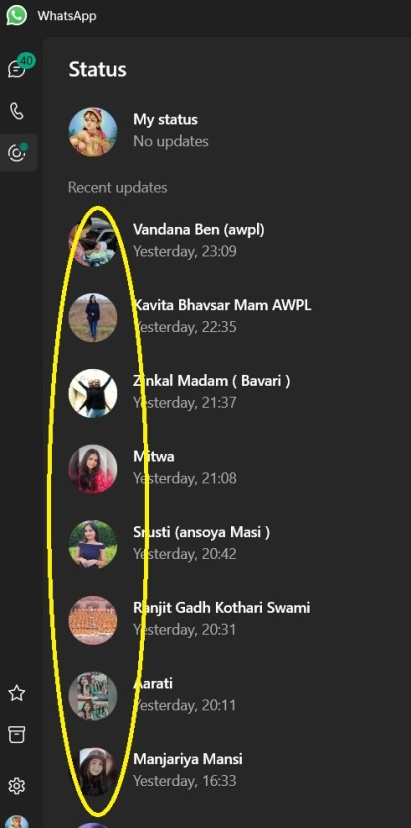 WhatsApp
40
Status
My status
No updates
Recent updates
Vandana Ben (awpl)
Yesterday, 23:09
Kavita Bhavsar Mam AWPL
Yesterday, 22:35
Zinkal Madam ( Bavari )
Yesterday, 21:37
Mitwa
Yesterday, 21:08
Srusti (ansoya Masi )
Yesterday, 20:42
Ranjit Gadh Kothari Swami
Yesterday, 20:31
Aarati
Yesterday, 20:11
Manjariya Mansi
Yesterday, 16:33